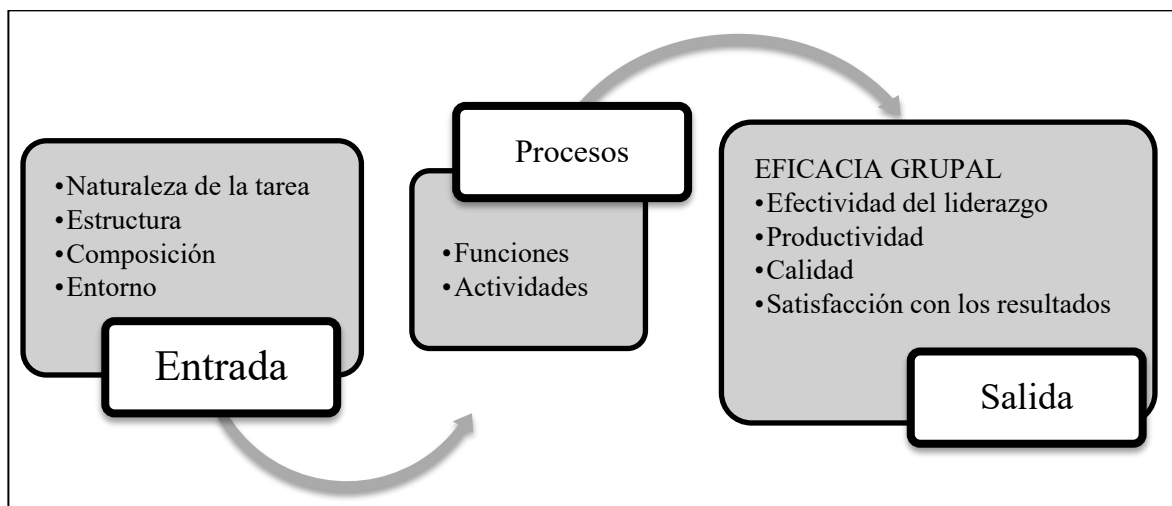 •Naturaleza de la tarea
•Estructura
•Composición
•Entorno
Entrada
Procesos
•Funciones
•Actividades
EFICACIA GRUPAL
•Efectividad del liderazgo
•Productividad
•Calidad
•Satisfacción con los resultados
Salida